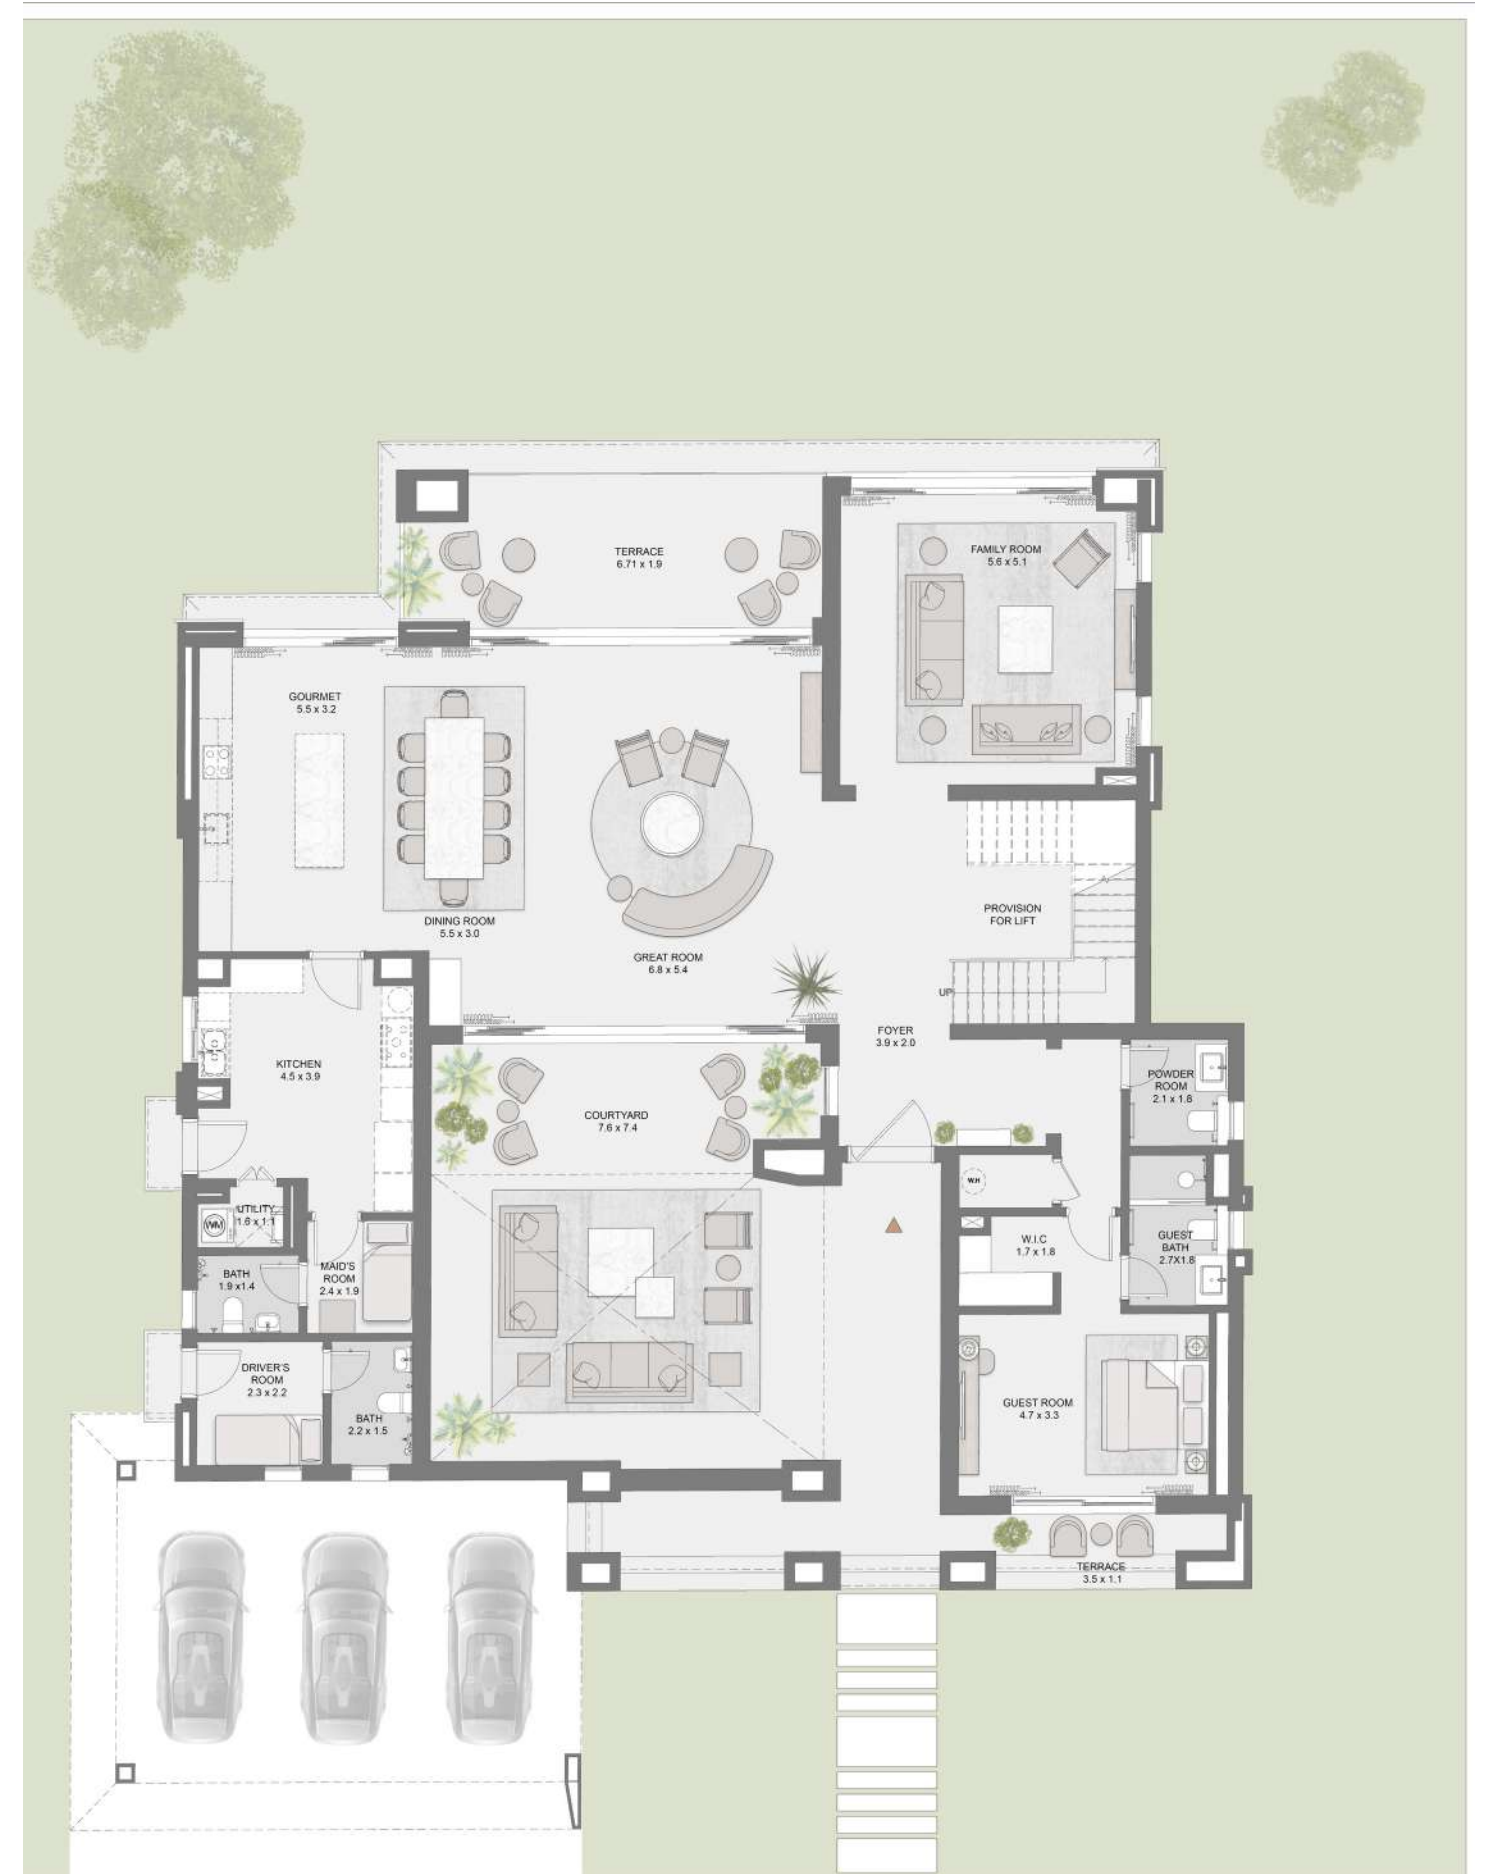 TERRACE
6.71 x 1.9
FAMILY ROOM
5.6 x 5.1
GOURMET
5.5 x 3.2
DINING ROOM
5.5 x 3.0
PROVISION
FOR LIFT
GREAT ROOM
6.8 x 5.4
UP
FOYER
3.9 x 2.0
KITCHEN
4.5 x 3.9
POWDER
ROOM
2.1 x 1.8
COURTYARD
7.6 x 7.4
W.H
UTILITY
1.6 x 1.1
WM
W.I.C
1.7 x 1.8
GUEST
BATH
2.7X1.8
BATH
1.9 x1.4
MAID'S
ROOM
2.4 x 1.9
DRIVER'S
ROOM
2.3 x 2.2
BATH
2.2 x 1.5
GUEST ROOM
4.7 x 3.3
TERRACE
3.5 x 1.1